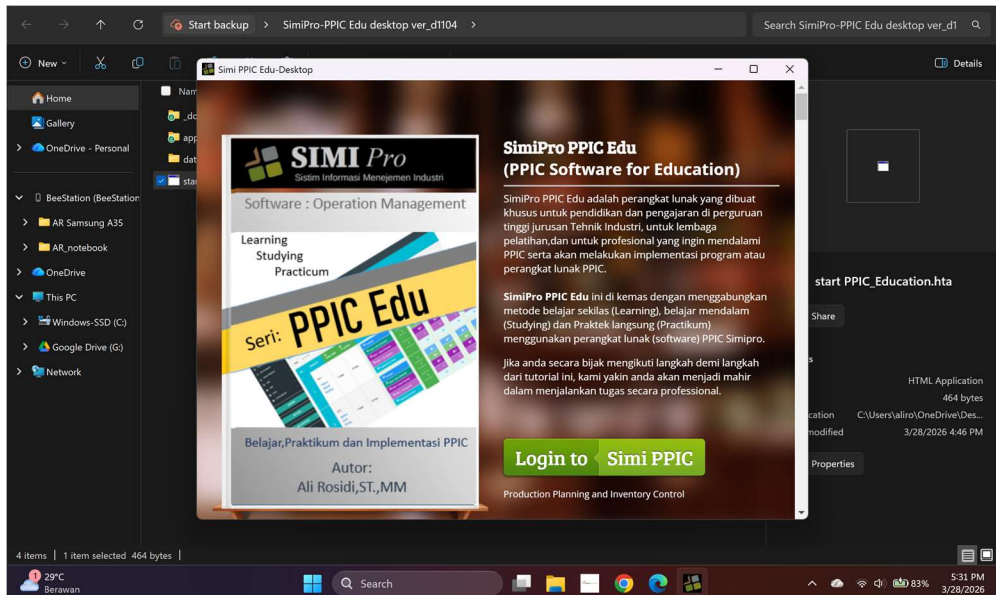 Start backup > SimiPro-PPIC Edu desktop ver_d1104 >
Search SimiPro-PPIC Edu desktop ver_d1
New
Details
Simi PPIC Edu-Desktop
Home
Gallery
OneDrive - Personal
BeeStation (BeeStation
AR Samsung A35
AR_notebook
OneDrive
This PC
Windows-SSD (C:)
Google Drive (G:)
Network
Nam
_do
app
dat
star
SIMI Pro
Sistim Informasi Menejemen Industri
Software : Operation Management
Learning
Studying
Practicum
Seri: PPIC Edu
Belajar,Praktikum dan Implementasi PPIC
Autor:
Ali Rosidi,ST.,MM
SimiPro PPIC Edu
(PPIC Software for Education)
SimiPro PPIC Edu adalah perangkat lunak yang dibuat
khusus untuk pendidikan dan pengajaran di perguruan
tinggi jurusan Tehnik Industri, untuk lembaga
pelatihan,dan untuk profesional yang ingin mendalami
PPIC serta akan melakukan implementasi program atau
perangkat lunak PPIC.
SimiPro PPIC Edu ini di kemas dengan menggabungkan
metode belajar sekilas (Learning), belajar mendalam
(Studying) dan Praktek langsung (Practikum)
menggunakan perangkat lunak (software) PPIC Simipro.
Jika anda secara bijak mengikuti langkah demi langkah
dari tutorial ini, kami yakin anda akan menjadi mahir
dalam menjalankan tugas secara professional.
Login to Simi PPIC
Production Planning and Inventory Control
start PPIC_Education.hta
Share
s
HTML Application
464 bytes
cation C:\Users\aliro\OneDrive\Des...
modified 3/28/2026 4:46 PM
Properties
4 items | 1 item selected 464 bytes |
1
29°C
Berawan
Search
83%
5:31 PM
3/28/2026